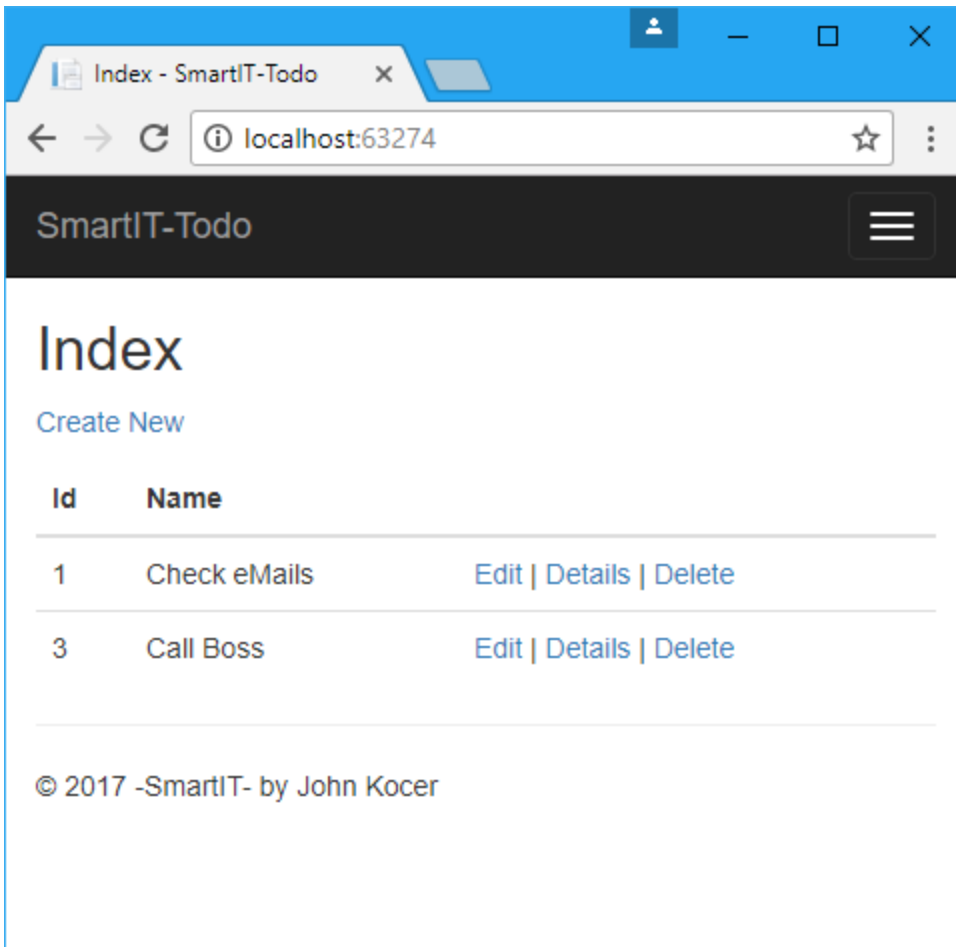 Index - SmartIT-Todo
localhost:63274
SmartIT-Todo
Index
Create New
Id Name
1 Check eMails Edit | Details | Delete
3 Call Boss Edit | Details | Delete
© 2017 -SmartIT- by John Kocer